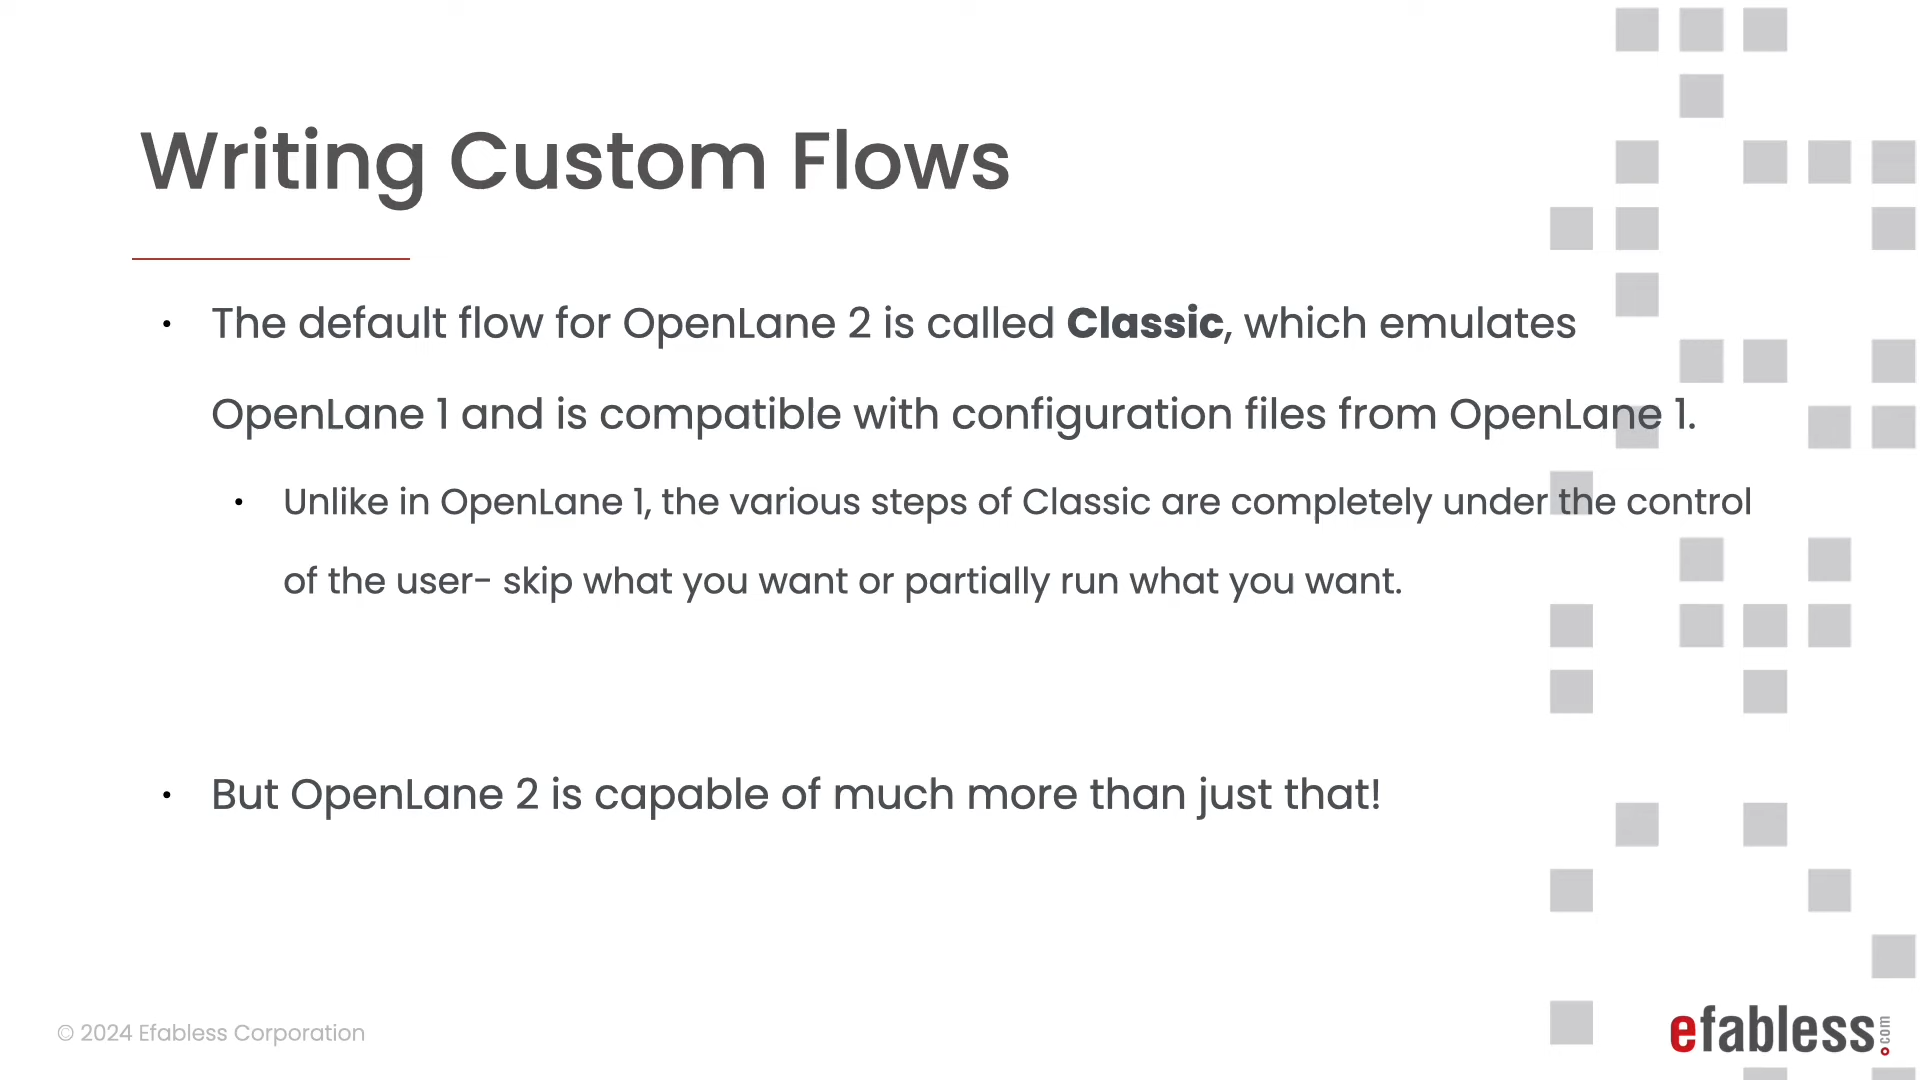 Writing Custom Flows
• The default flow for OpenLane 2 is called Classic, which emulates
OpenLane 1 and is compatible with configuration files from OpenLane 1.
• Unlike in OpenLane 1, the various steps of Classic are completely under the control
of the user- skip what you want or partially run what you want.
• But OpenLane 2 is capable of much more than just that!
© 2024 Efabless Corporation
efabless.com